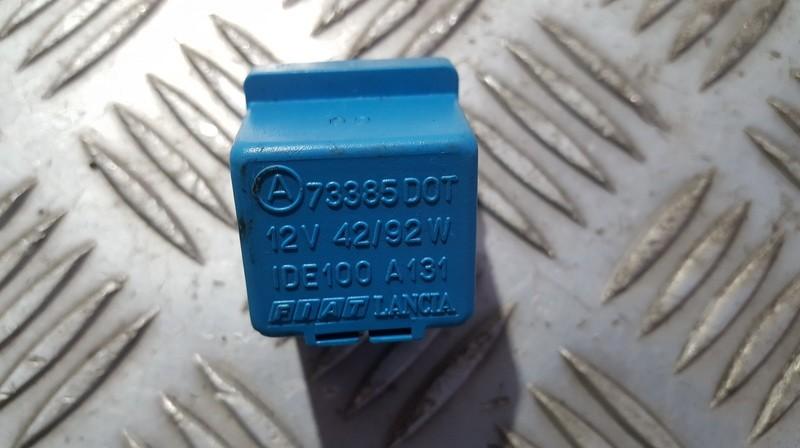 A 73385 DOT
12V 42/92 W
IDE100 A131
FIAT LANCIA